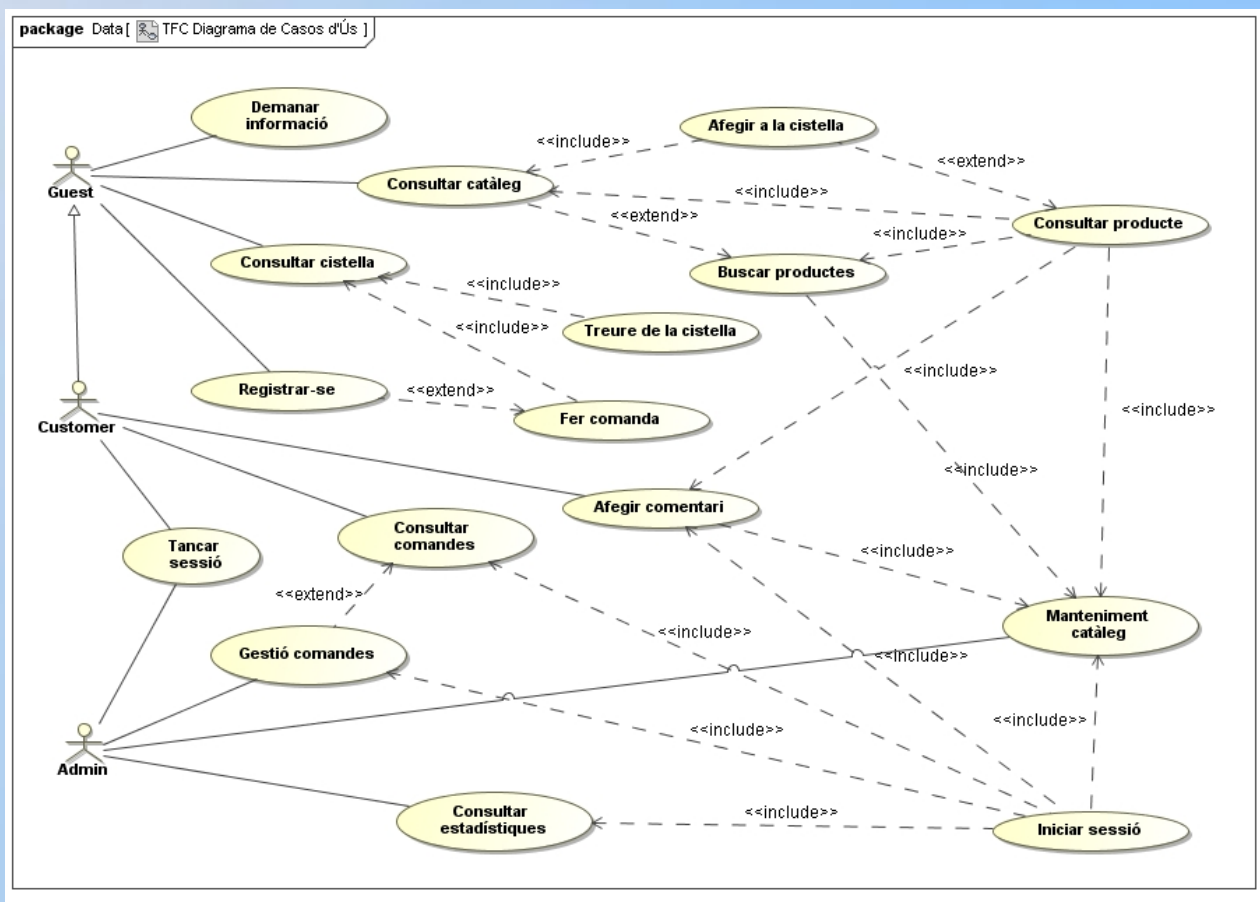 package Data [ TFC Diagrama de Casos d'Ús ]
Demanar
informació
Afegir a la cistella
<<include>>
<<extend>>
Guest
Consultar catàleg
<<include>>
<<extend>>
Consultar producte
<<include>>
Consultar cistella
Buscar productes
<<include>>
Treure de la cistella
<<include>>
<<include>>
Registrar-se
<<extend>>
<<include>>
Customer
Fer comanda
<<include>>
Afegir comentari
Consultar
comandes
Tancar
sessió
<<include>>
<<extend>>
Manteniment
catàleg
<<include>>
Gestió comandes
<<include>>
<<include>>
<<include>>
Admin
Consultar
estadístiques
<<include>>
Iniciar sessió